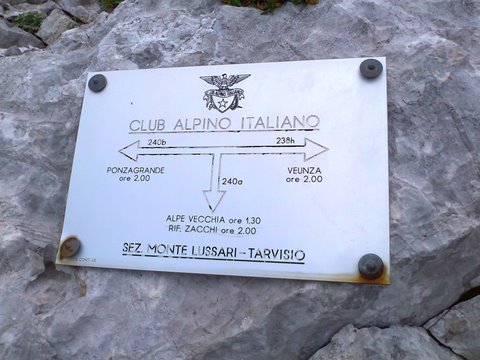 CLUB ALPINO ITALIANO
240b 238h
PONZAGRANDE
ore 2.00
VEUNZA
ore 2.00
240a
ALPE VECCHIA ore 1.30
RIF. ZACCHI ore 2.00
SEZ. MONTE LUSSARI - TARVISIO